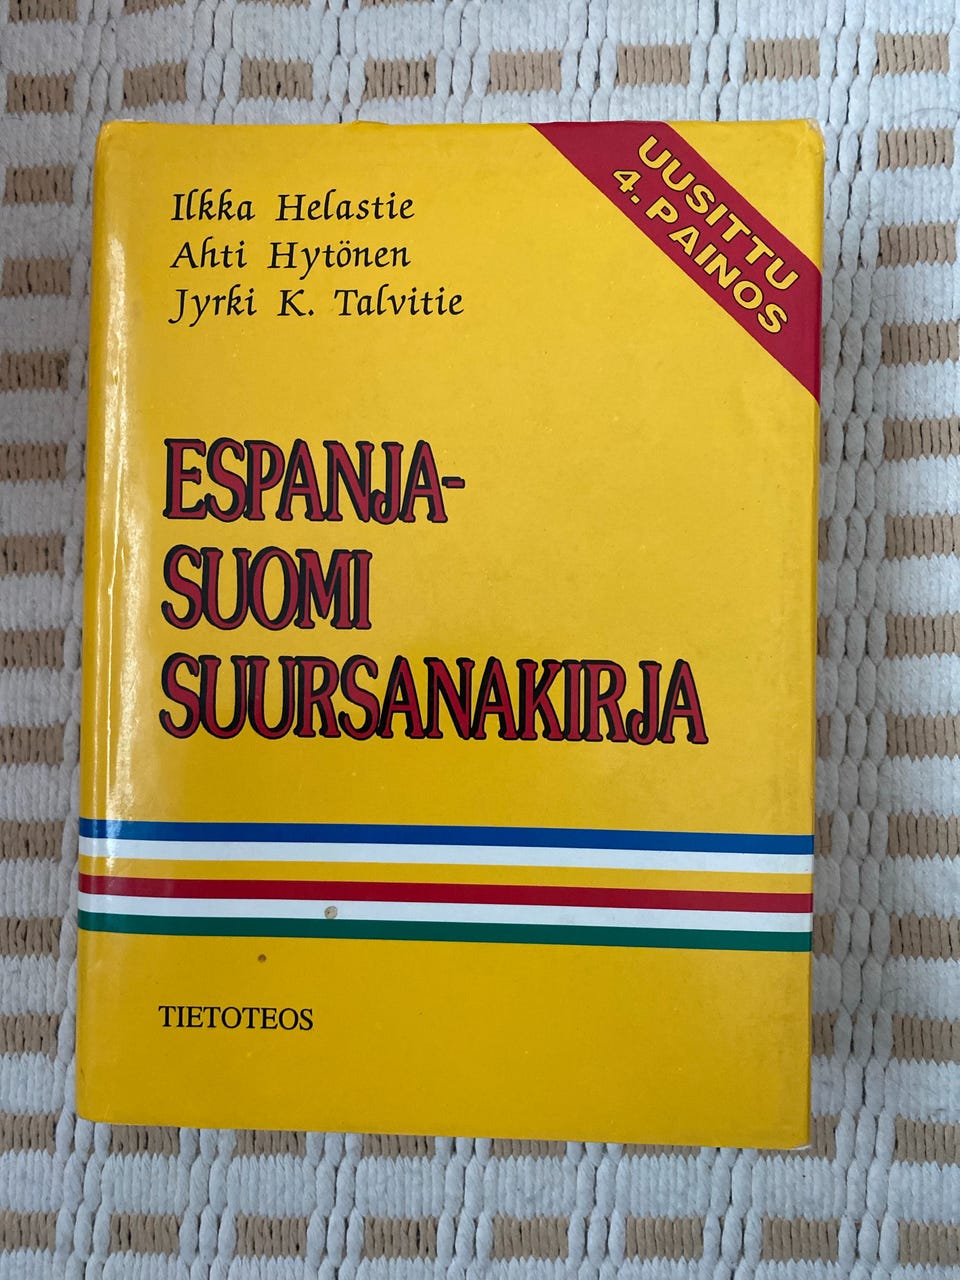 Ilkka Helastie
Ahti Hytönen
Jyrki K. Talvitie
UUSITTU
4. PAINOS
ESPANJA-
SUOMI
SUURSANAKIRJA
TIETOTEOS